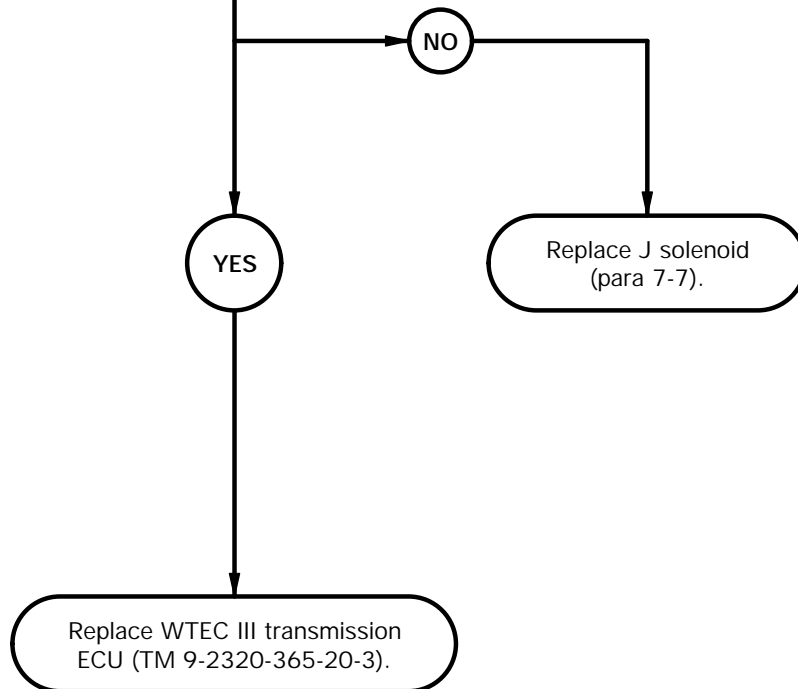 NO
YES
Replace J solenoid
(para 7-7).
Replace WTEC III transmission
ECU (TM 9-2320-365-20-3).